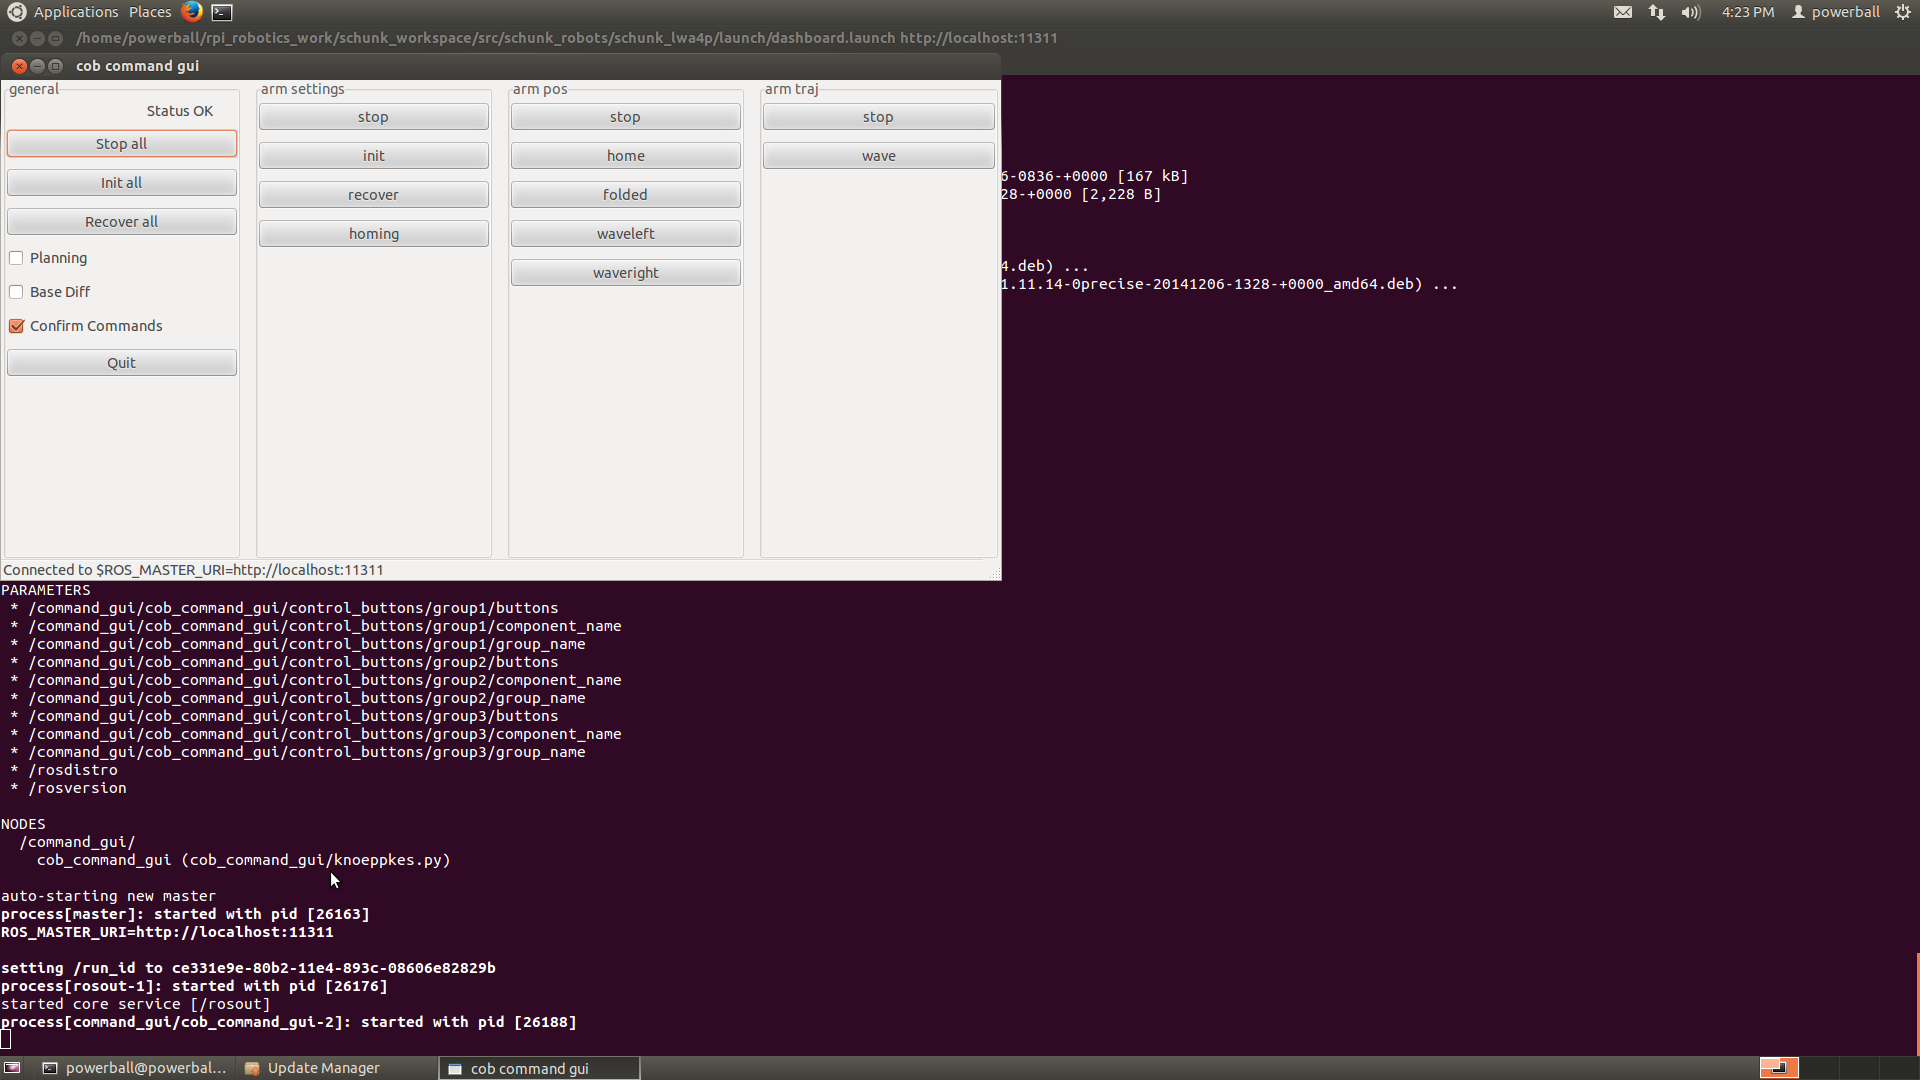 Applications Places 4:23 PM powerball
/home/powerball/rpi_robotics_work/schunk_workspace/src/schunk_robots/schunk_lwa4p/launch/dashboard.launch http://localhost:11311
cob command gui
general
Status OK
Stop all
Init all
Recover all
Planning
Base Diff
Confirm Commands
Quit
arm settings
stop
init
recover
homing
arm pos
stop
home
folded
waveleft
waveright
arm traj
stop
wave
6-0836-+0000 [167 kB]
28-+0000 [2,228 B]
4.deb) ...
1.11.14-0precise-20141206-1328-+0000_amd64.deb) ...
Connected to $ROS_MASTER_URI=http://localhost:11311
PARAMETERS
* /command_gui/cob_command_gui/control_buttons/group1/buttons
* /command_gui/cob_command_gui/control_buttons/group1/component_name
* /command_gui/cob_command_gui/control_buttons/group1/group_name
* /command_gui/cob_command_gui/control_buttons/group2/buttons
* /command_gui/cob_command_gui/control_buttons/group2/component_name
* /command_gui/cob_command_gui/control_buttons/group2/group_name
* /command_gui/cob_command_gui/control_buttons/group3/buttons
* /command_gui/cob_command_gui/control_buttons/group3/component_name
* /command_gui/cob_command_gui/control_buttons/group3/group_name
* /rosdistro
* /rosversion
NODES
/command_gui/
cob_command_gui (cob_command_gui/knoeppkes.py)
auto-starting new master
process[master]: started with pid [26163]
ROS_MASTER_URI=http://localhost:11311
setting /run_id to ce331e9e-80b2-11e4-893c-08606e82829b
process[rosout-1]: started with pid [26176]
started core service [/rosout]
process[command_gui/cob_command_gui-2]: started with pid [26188]
powerball@powerbal... Update Manager cob command gui